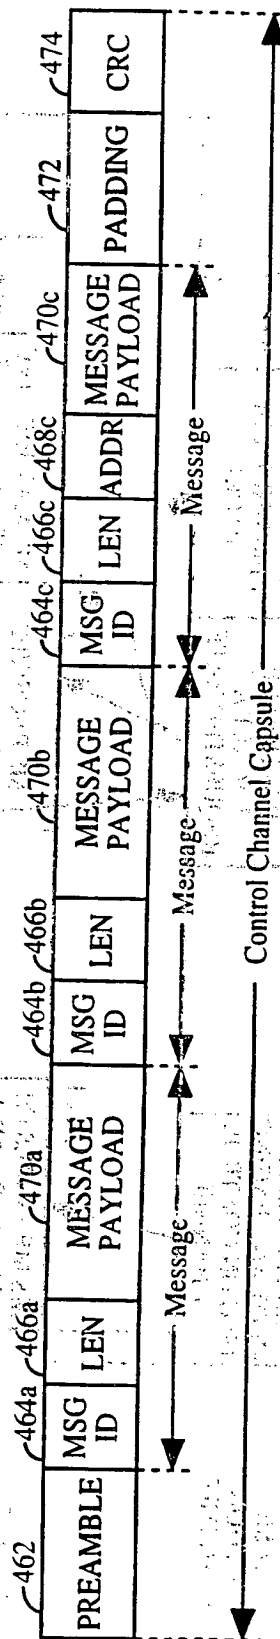 462
464a
466a
470a
464b
466b
470b
464c
466c
468c
470c
472
474
PREAMBLE
MSG
ID
LEN
MESSAGE
PAYLOAD
MSG
ID
LEN
MESSAGE
PAYLOAD
MSG
ID
LEN
ADDR
MESSAGE
PAYLOAD
PADDING
CRC
Message
Message
Message
Control Channel Capsule